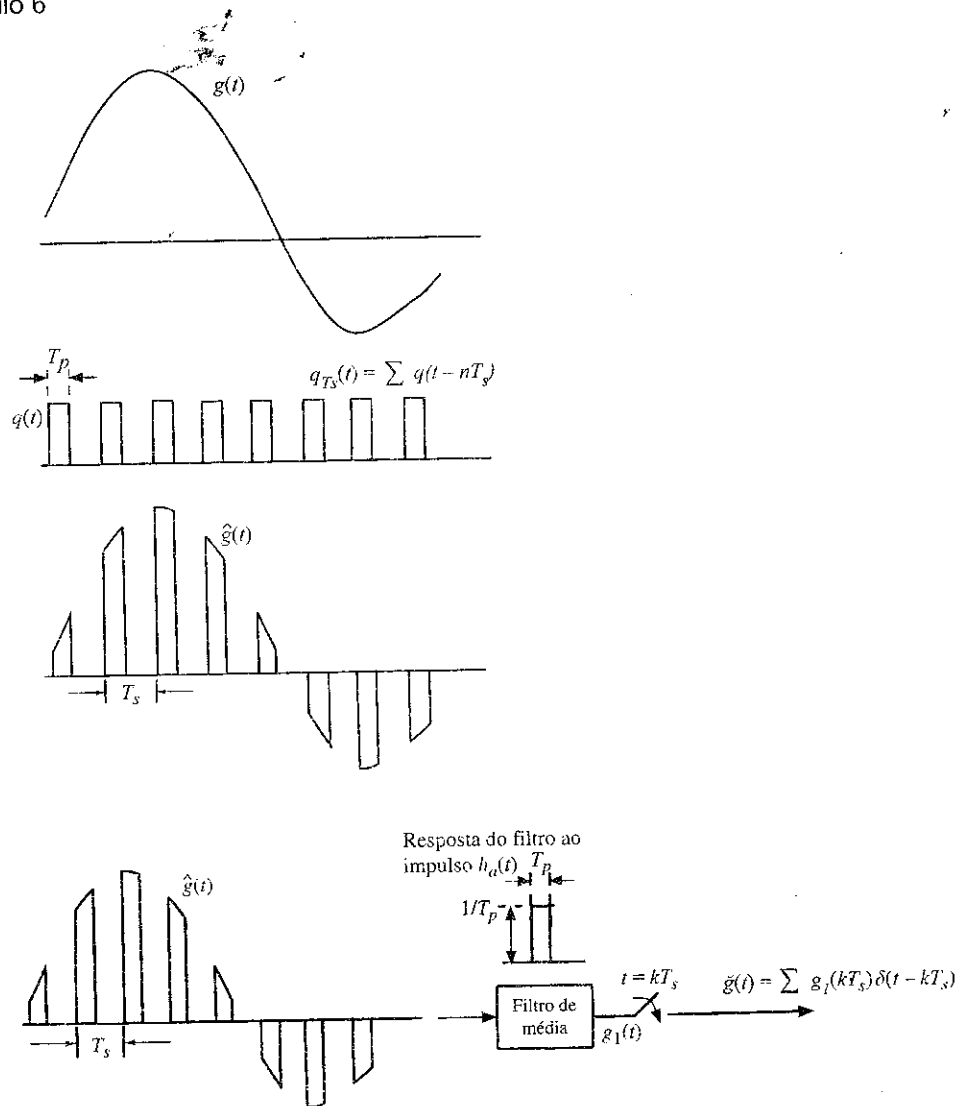 g(t)
T_p
q_{Ts}(t) = ∑ q(t − nT_s)
q(t)
ĝ(t)
T_s
Resposta do filtro ao
impulso h_a(t)
T_p
ĝ(t)
1/T_p
t = kT_s
ğ(t) = ∑ g_1(kT_s)δ(t − kT_s)
Filtro de
média
g_1(t)
T_s